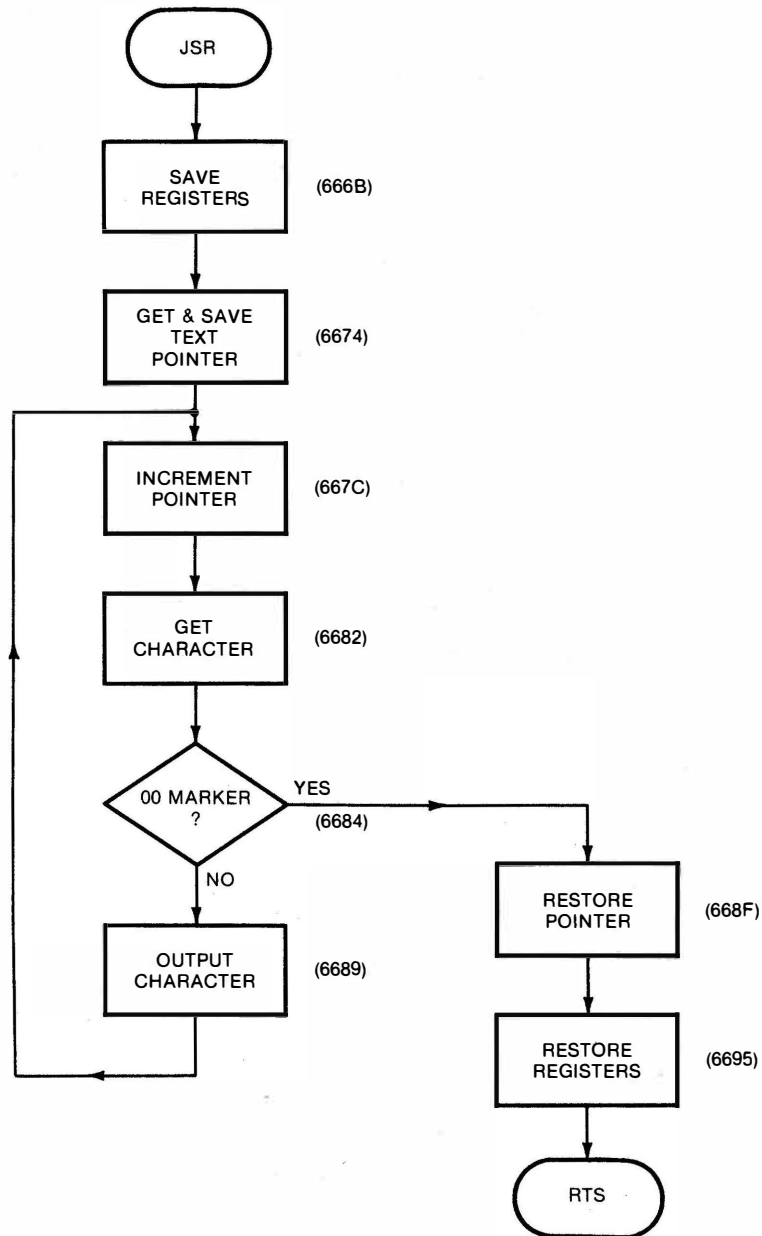 JSR
SAVE
REGISTERS
(666B)
GET & SAVE
TEXT
POINTER
(6674)
INCREMENT
POINTER
(667C)
GET
CHARACTER
(6682)
00 MARKER
?
YES
(6684)
NO
OUTPUT
CHARACTER
(6689)
RESTORE
POINTER
(668F)
RESTORE
REGISTERS
(6695)
RTS